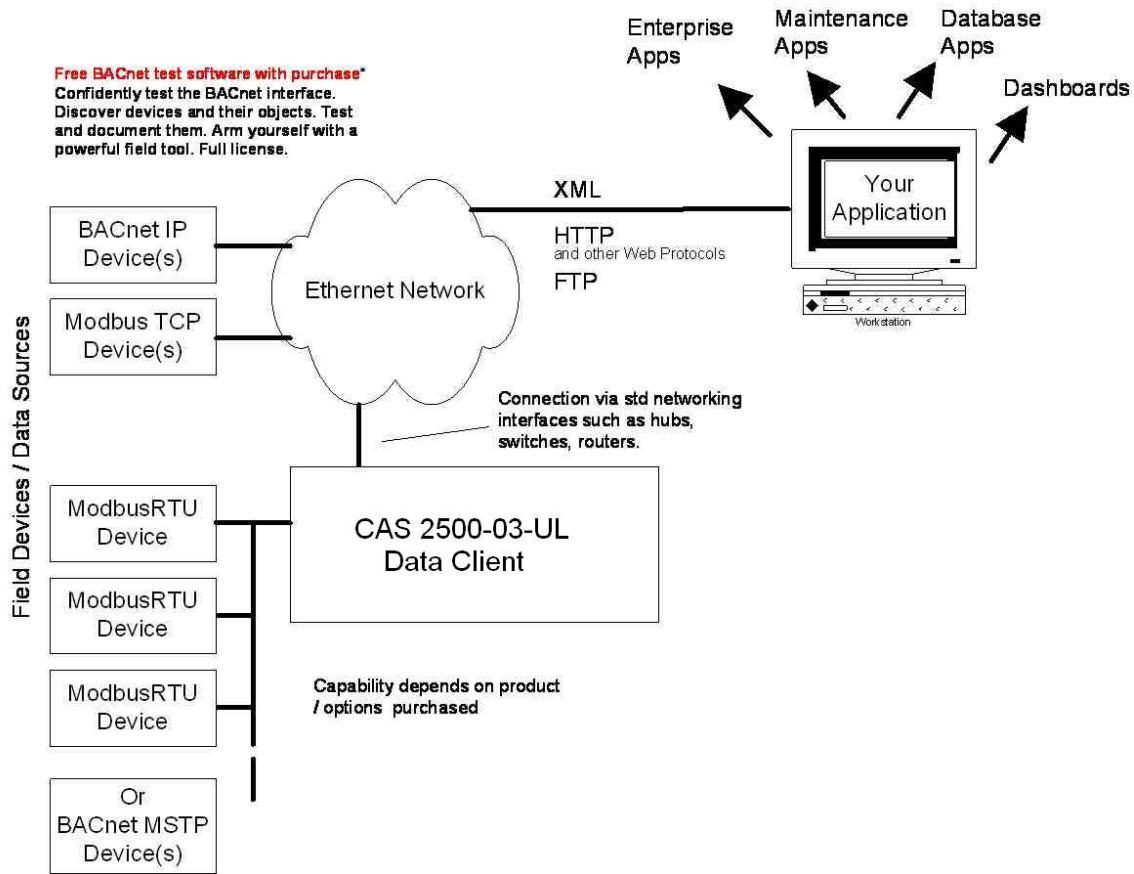 Enterprise
Apps
Maintenance
Apps
Database
Apps
Dashboards
Free BACnet test software with purchase*
Confidently test the BACnet interface.
Discover devices and their objects. Test
and document them. Arm yourself with a
powerful field tool. Full license.
BACnet IP
Device(s)
Modbus TCP
Device(s)
Ethernet Network
XML
HTTP
and other Web Protocols
FTP
Your
Application
Workstation
Field Devices / Data Sources
Connection via std networking
interfaces such as hubs,
switches, routers.
ModbusRTU
Device
ModbusRTU
Device
ModbusRTU
Device
Or
BACnet MSTP
Device(s)
CAS 2500-03-UL
Data Client
Capability depends on product
/ options purchased